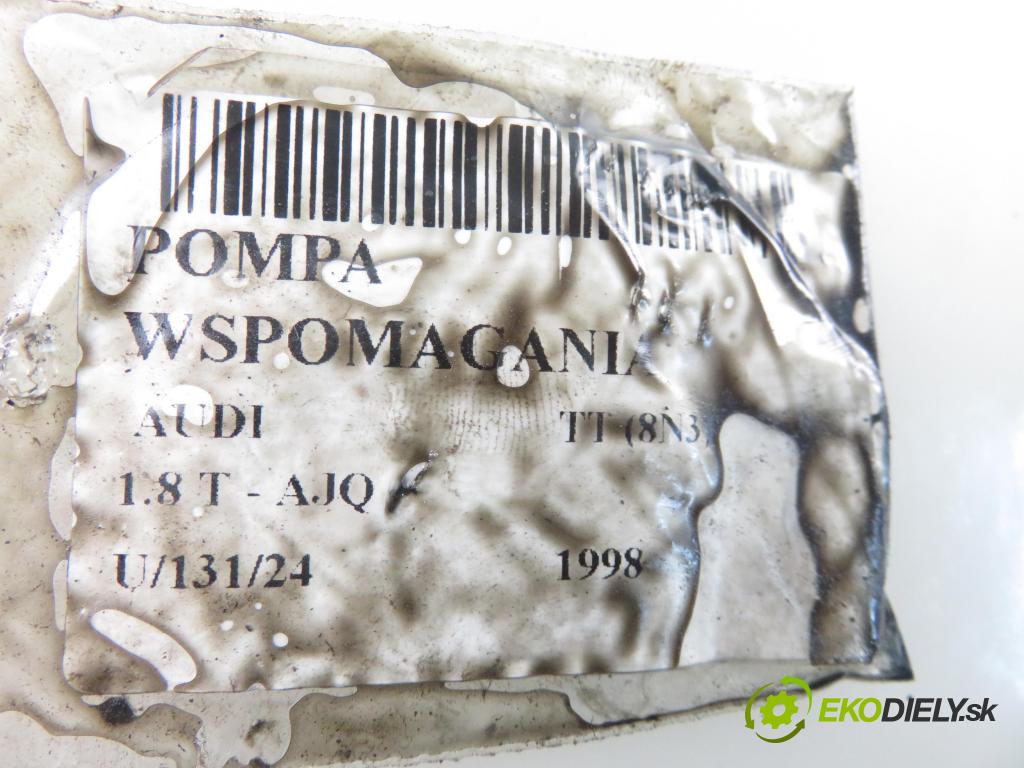 POMPA
WSPOMAGANIA
AUDI TT (8N3)
1.8 T - AJQ
U/131/24 1998
EKODIELY.sk